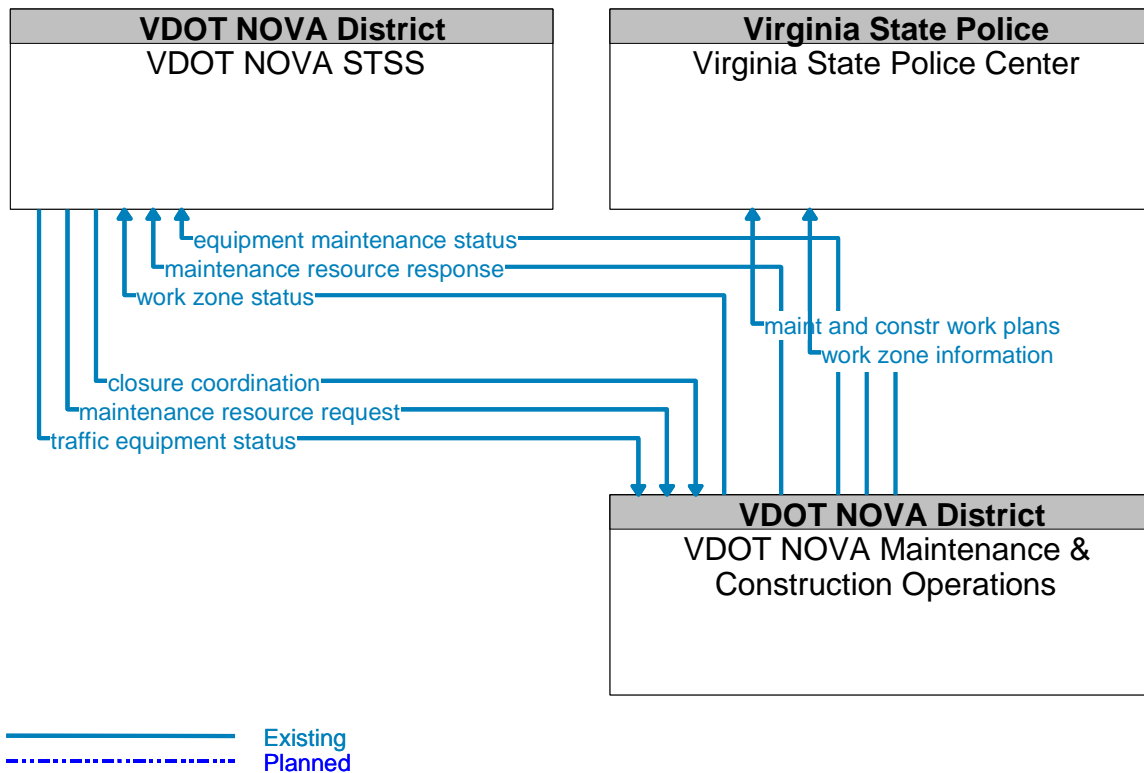 VDOT NOVA District
VDOT NOVA STSS
Virginia State Police
Virginia State Police Center
equipment maintenance status
maintenance resource response
work zone status
maint and constr work plans
work zone information
closure coordination
maintenance resource request
traffic equipment status
VDOT NOVA District
VDOT NOVA Maintenance &
Construction Operations
Existing
Planned